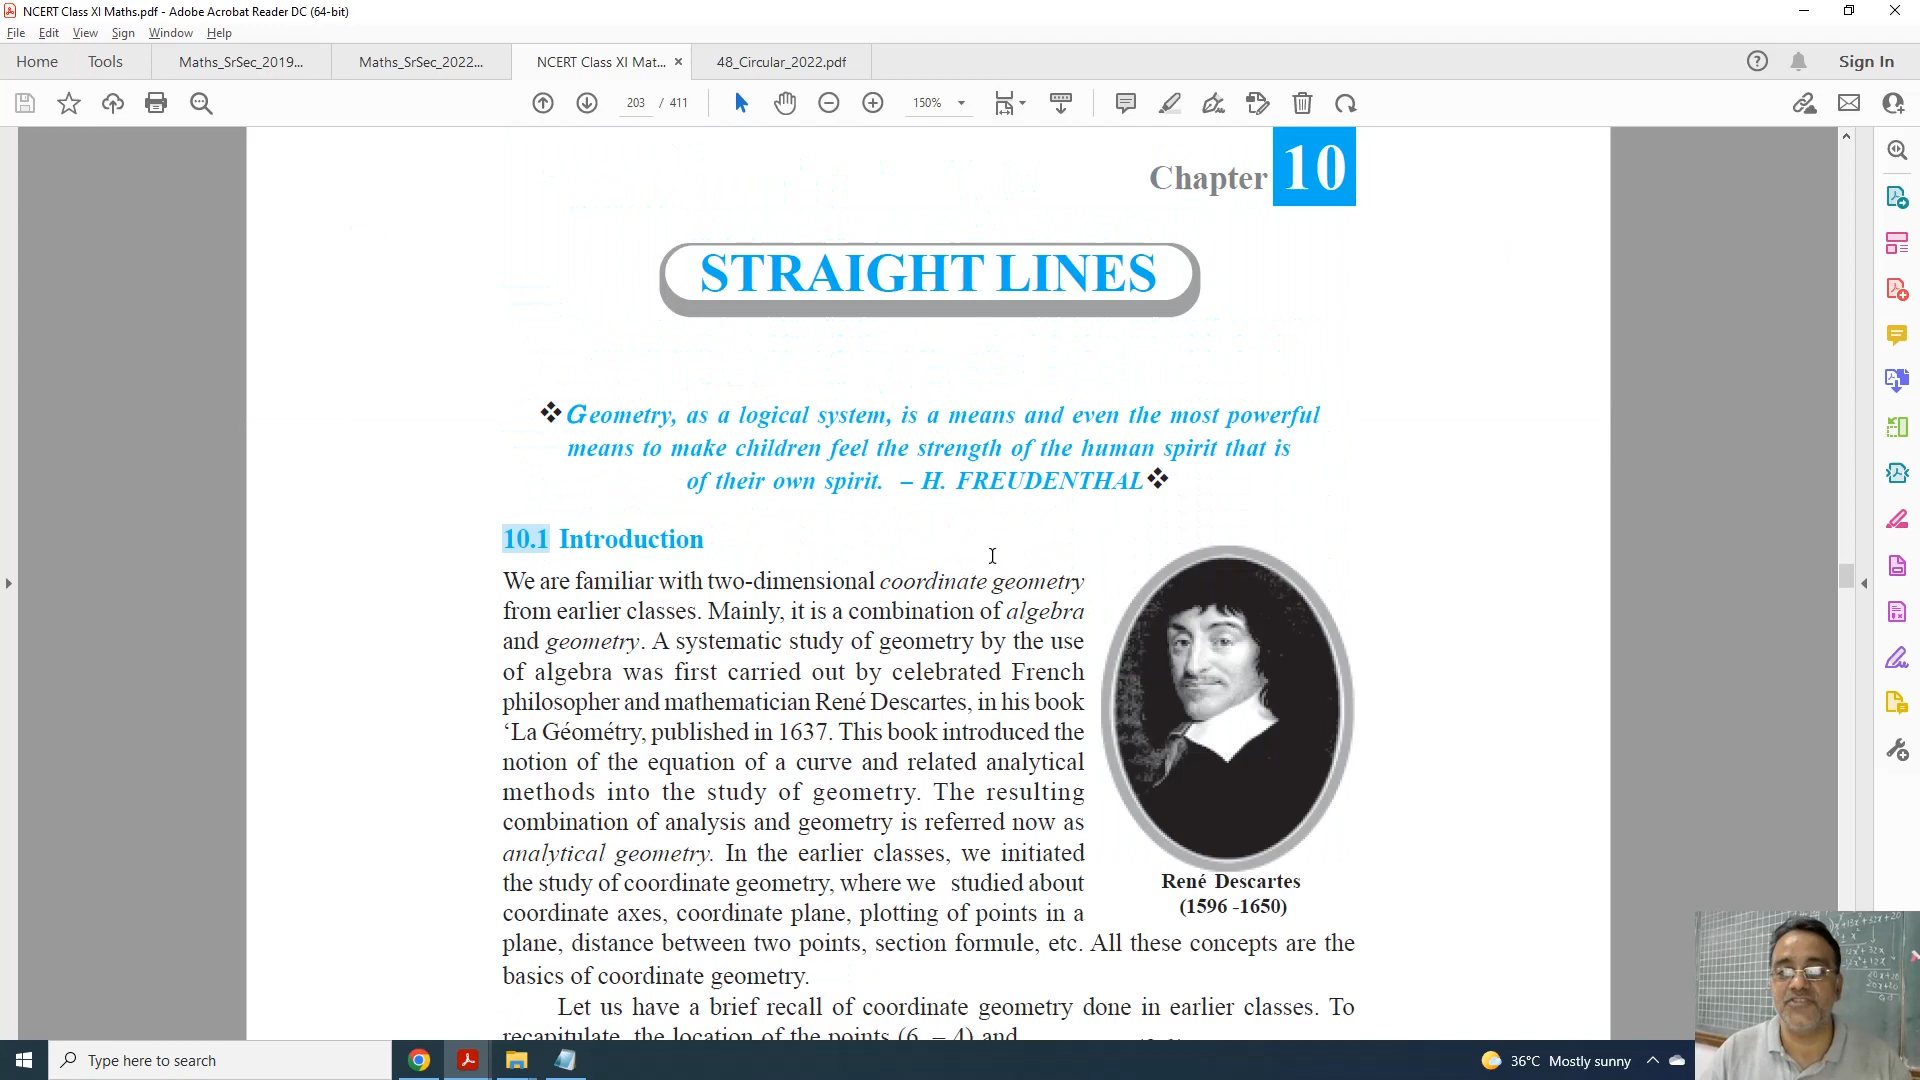 NCERT Class XI Maths.pdf - Adobe Acrobat Reader DC (64-bit)
File Edit View Sign Window Help
Home Tools Maths_SrSec_2019... Maths_SrSec_2022... NCERT Class XI Mat... × 48_Circular_2022.pdf Sign In
203 / 411 150%
Chapter 10
STRAIGHT LINES
❖Geometry, as a logical system, is a means and even the most powerful
means to make children feel the strength of the human spirit that is
of their own spirit. – H. FREUDENTHAL❖
10.1 Introduction
We are familiar with two-dimensional coordinate geometry
from earlier classes. Mainly, it is a combination of algebra
and geometry. A systematic study of geometry by the use
of algebra was first carried out by celebrated French
philosopher and mathematician René Descartes, in his book
‘La Géométry, published in 1637. This book introduced the
notion of the equation of a curve and related analytical
methods into the study of geometry. The resulting
combination of analysis and geometry is referred now as
analytical geometry. In the earlier classes, we initiated
the study of coordinate geometry, where we studied about
coordinate axes, coordinate plane, plotting of points in a
plane, distance between two points, section formule, etc. All these concepts are the
basics of coordinate geometry.
René Descartes
(1596 -1650)
Let us have a brief recall of coordinate geometry done in earlier classes. To
recapitulate, the location of the points (6, – 4) and
Type here to search
36°C Mostly sunny